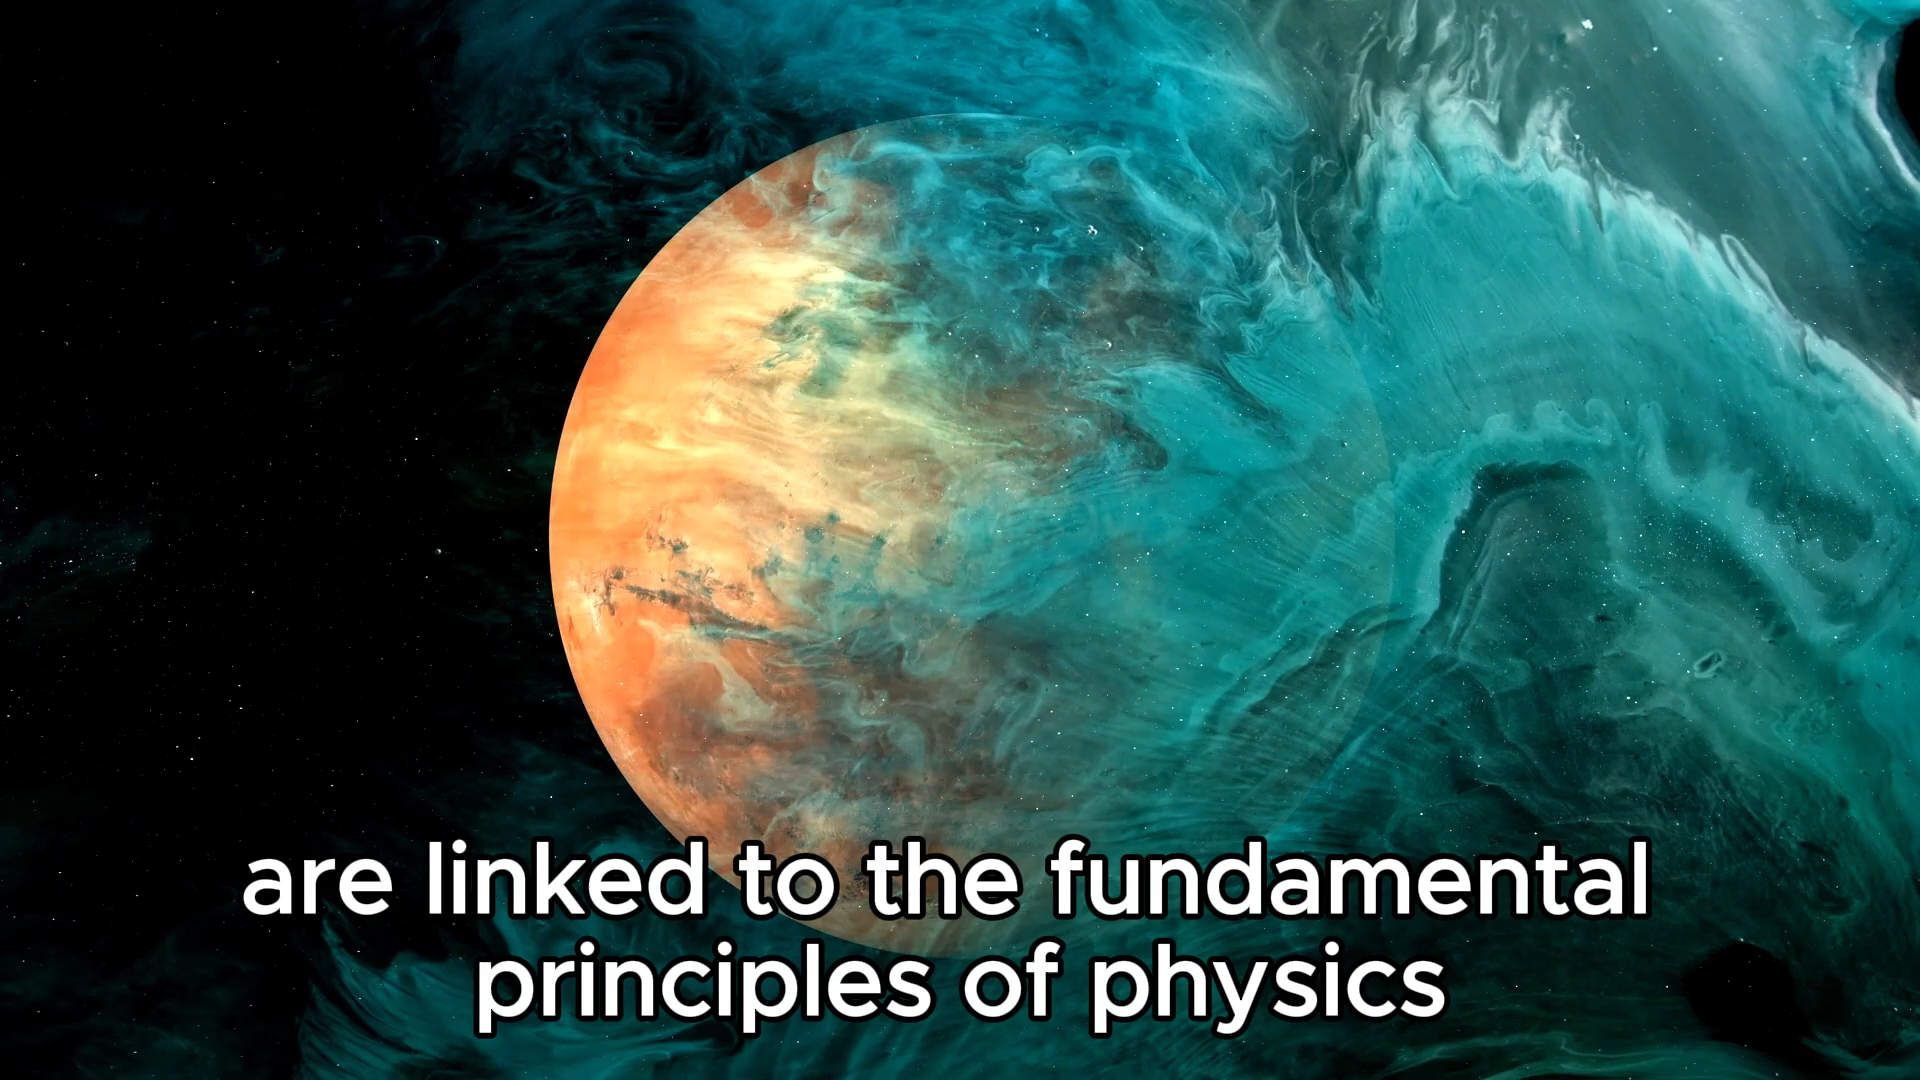 are linked to the fundamental
principles of physics